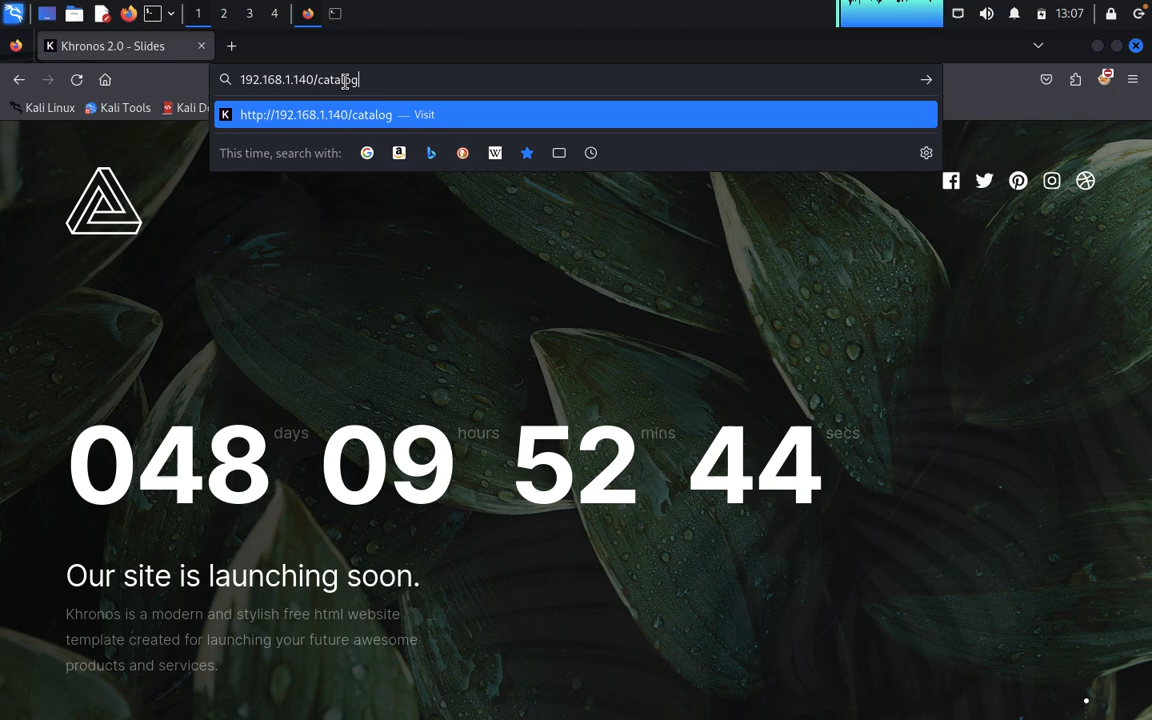 1 2 3 4
13:07
K Khronos 2.0 - Slides
192.168.1.140/catalog
Kali Linux Kali Tools Kali D
K http://192.168.1.140/catalog — Visit
This time, search with:
048 days 09 hours 52 mins 44 secs
Our site is launching soon.
Khronos is a modern and stylish free html website
template created for launching your future awesome
products and services.